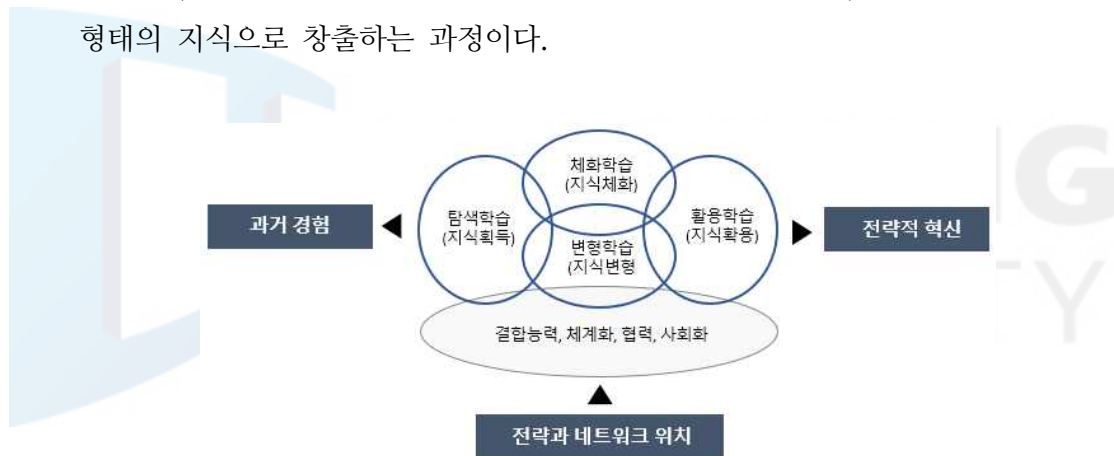 형태의 지식으로 창출하는 과정이다.
체화학습
(지식체화)
탐색학습
(지식획득)
활용학습
(지식확용)
과거 경험
전략적 혁신
변형학습
(지식변형
결합능력, 체계화, 협력, 사회화
전략과 네트워크 위치